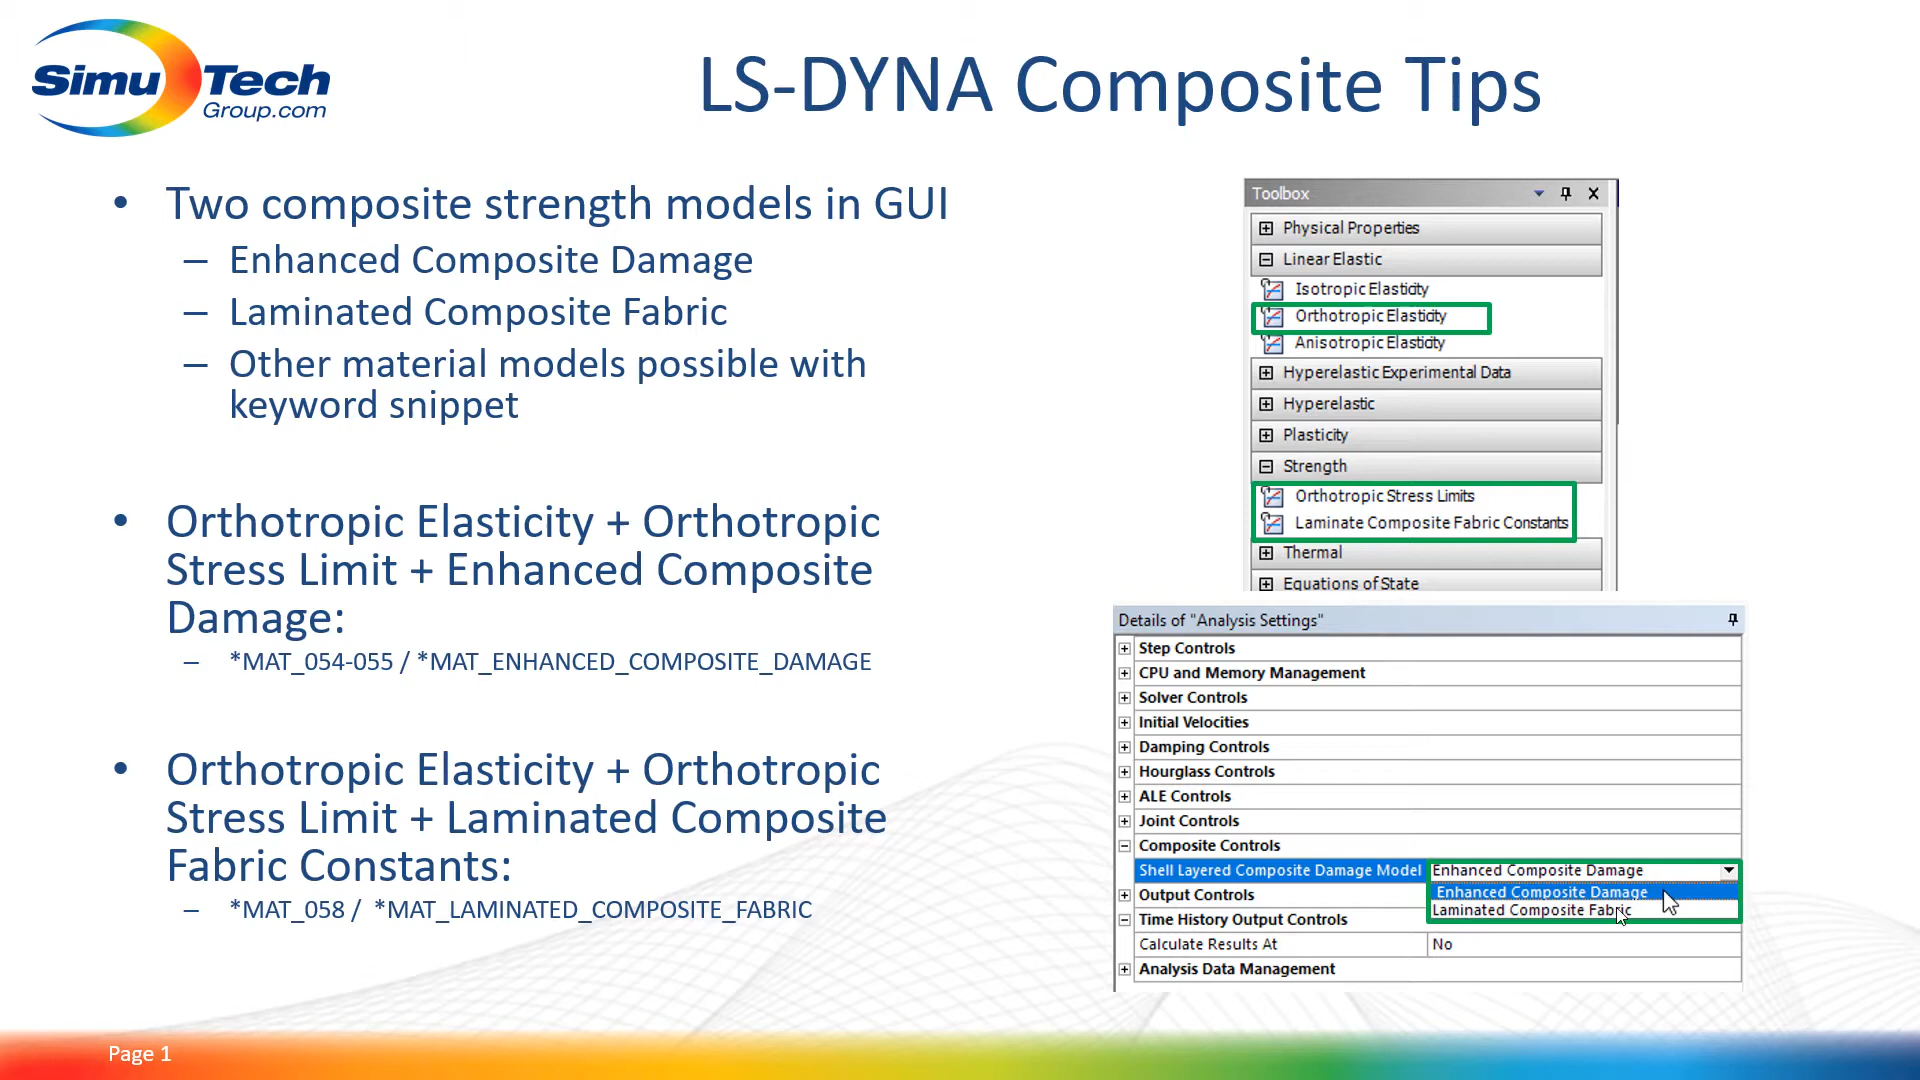 Simu Tech
Group.com
LS-DYNA Composite Tips
• Two composite strength models in GUI
– Enhanced Composite Damage
– Laminated Composite Fabric
– Other material models possible with
keyword snippet
• Orthotropic Elasticity + Orthotropic
Stress Limit + Enhanced Composite
Damage:
– *MAT_054-055 / *MAT_ENHANCED_COMPOSITE_DAMAGE
• Orthotropic Elasticity + Orthotropic
Stress Limit + Laminated Composite
Fabric Constants:
– *MAT_058 / *MAT_LAMINATED_COMPOSITE_FABRIC
Toolbox
Physical Properties
Linear Elastic
Isotropic Elasticity
Orthotropic Elasticity
Anisotropic Elasticity
Hyperelastic Experimental Data
Hyperelastic
Plasticity
Strength
Orthotropic Stress Limits
Laminate Composite Fabric Constants
Thermal
Equations of State
Details of "Analysis Settings"
Step Controls
CPU and Memory Management
Solver Controls
Initial Velocities
Damping Controls
Hourglass Controls
ALE Controls
Joint Controls
Composite Controls
Shell Layered Composite Damage Model Enhanced Composite Damage
Enhanced Composite Damage
Output Controls
Laminated Composite Fabric
Time History Output Controls
Calculate Results At No
Analysis Data Management
Page 1